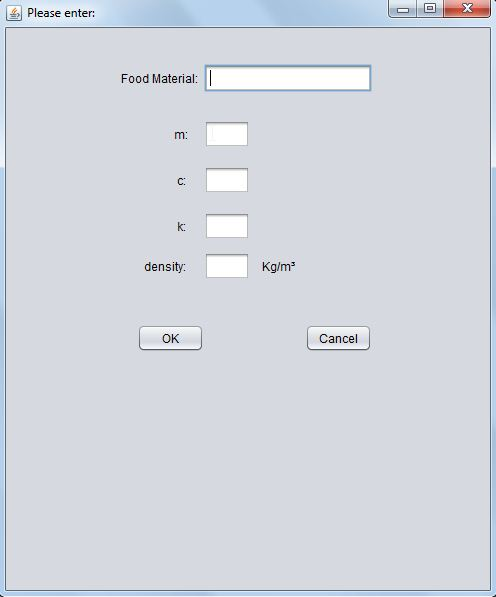 Please enter:
Food Material:
m:
c:
k:
density: Kg/m³
OK Cancel